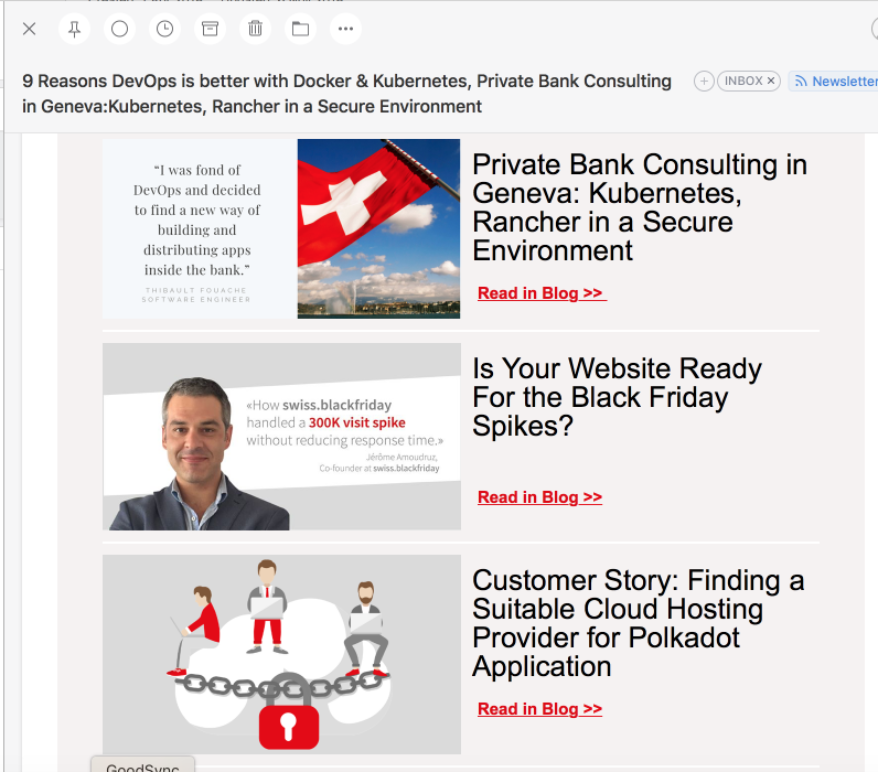 9 Reasons DevOps is better with Docker & Kubernetes, Private Bank Consulting
in Geneva:Kubernetes, Rancher in a Secure Environment
INBOX ×
Newsletter
“I was fond of
DevOps and decided
to find a new way of
building and
distributing apps
inside the bank.”
THIBAULT FOUACHE
SOFTWARE ENGINEER
Private Bank Consulting in
Geneva: Kubernetes,
Rancher in a Secure
Environment
Read in Blog >>
«How swiss.blackfriday
handled a 300K visit spike
without reducing response time.»
Jérôme Amoudruz,
Co-founder at swiss.blackfriday
Is Your Website Ready
For the Black Friday
Spikes?
Read in Blog >>
Customer Story: Finding a
Suitable Cloud Hosting
Provider for Polkadot
Application
Read in Blog >>
GoodSync